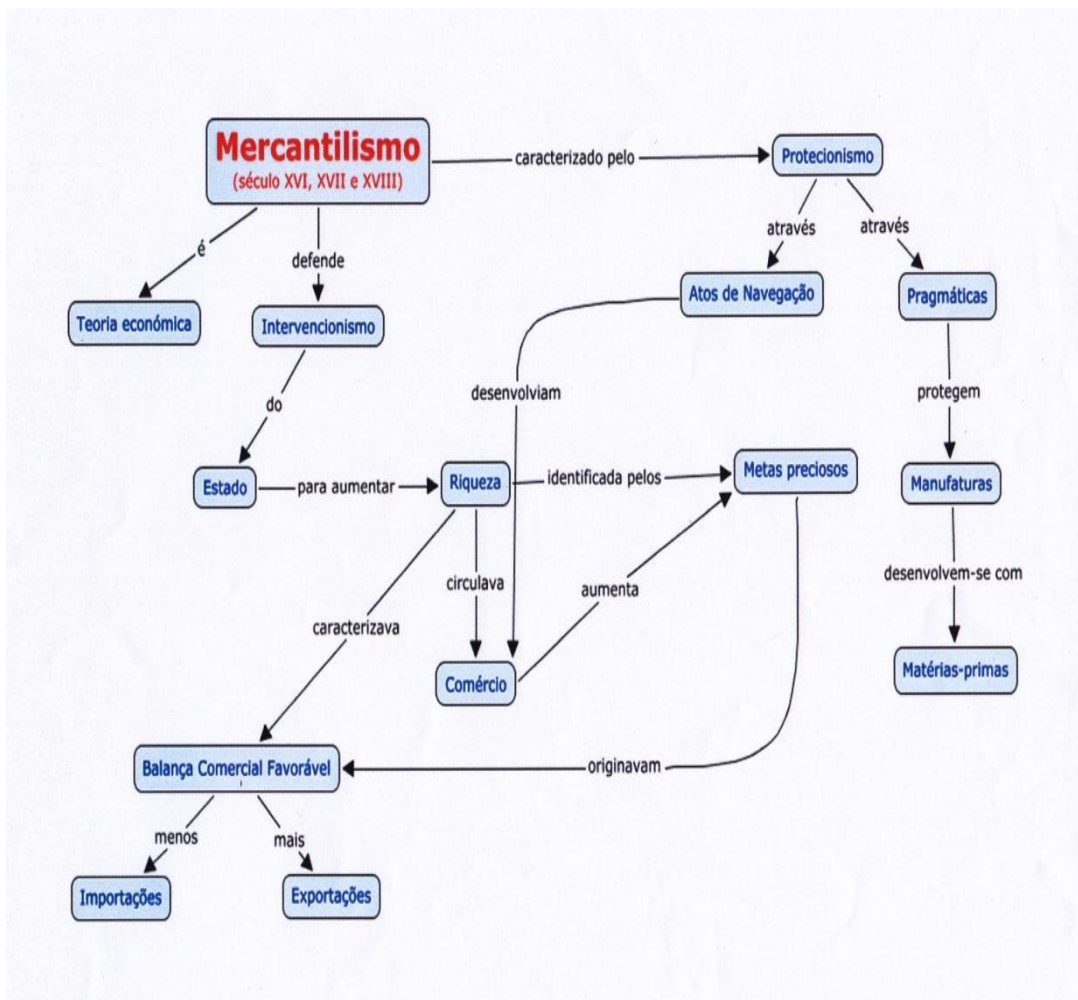 Mercantilismo
(século XVI, XVII e XVIII)
caracterizado pelo
Protecionismo
é
defende
através
através
Teoria económica
Intervencionismo
Atos de Navegação
Pragmáticas
do
desenvolviam
protegem
Estado
para aumentar
Riqueza
identificada pelos
Metas preciosos
Manufaturas
circulava
aumenta
desenvolvem-se com
caracterizava
Comércio
Matérias-primas
Balança Comercial Favorável
originavam
menos
mais
Importações
Exportações